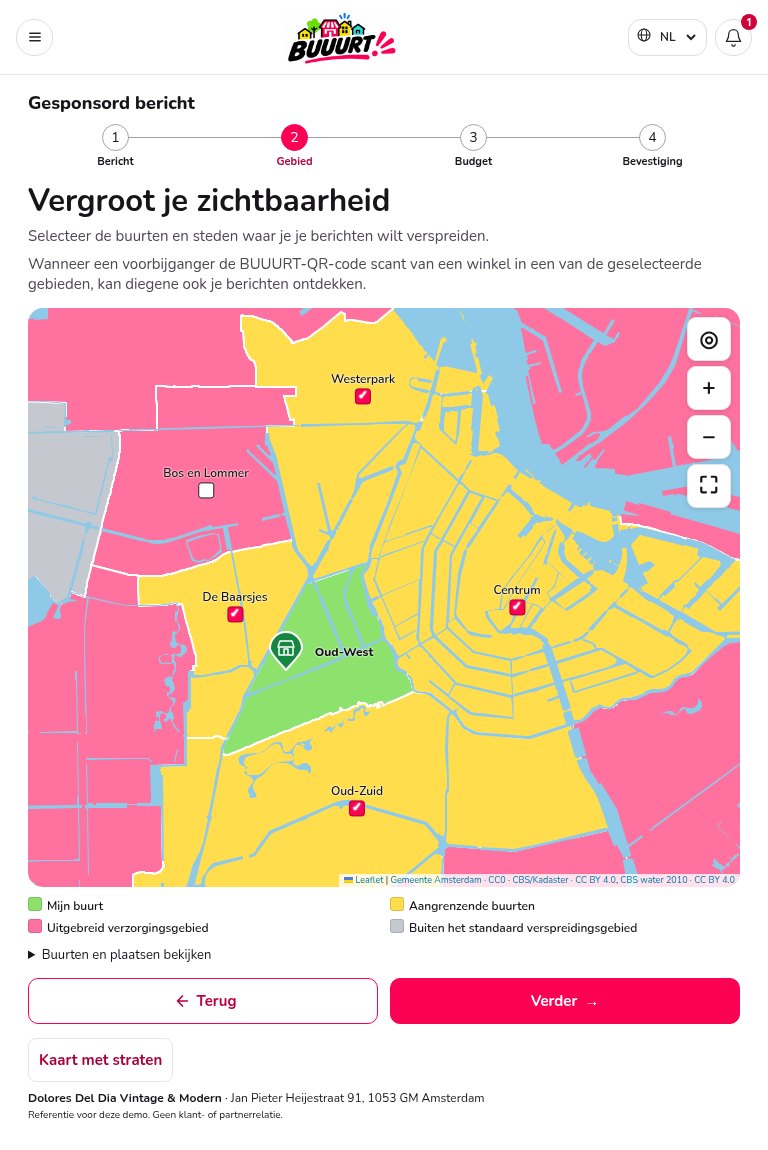 BUUURT!
NL
1
Gesponsord bericht
1
2
3
4
Bericht
Gebied
Budget
Bevestiging
Vergroot je zichtbaarheid
Selecteer de buurten en steden waar je je berichten wilt verspreiden.
Wanneer een voorbijganger de BUUURT-QR-code scant van een winkel in een van de geselecteerde
gebieden, kan diegene ook je berichten ontdekken.
Westerpark
Bos en Lommer
De Baarsjes
Centrum
Oud-West
Oud-Zuid
+
−
Leaflet | Gemeente Amsterdam · CC0 · CBS/Kadaster · CC BY 4.0, CBS water 2010 · CC BY 4.0
Mijn buurt
Aangrenzende buurten
Uitgebreid verzorgingsgebied
Buiten het standaard verspreidingsgebied
▶ Buurten en plaatsen bekijken
← Terug
Verder →
Kaart met straten
Dolores Del Dia Vintage & Modern · Jan Pieter Heijestraat 91, 1053 GM Amsterdam
Referentie voor deze demo. Geen klant- of partnerrelatie.